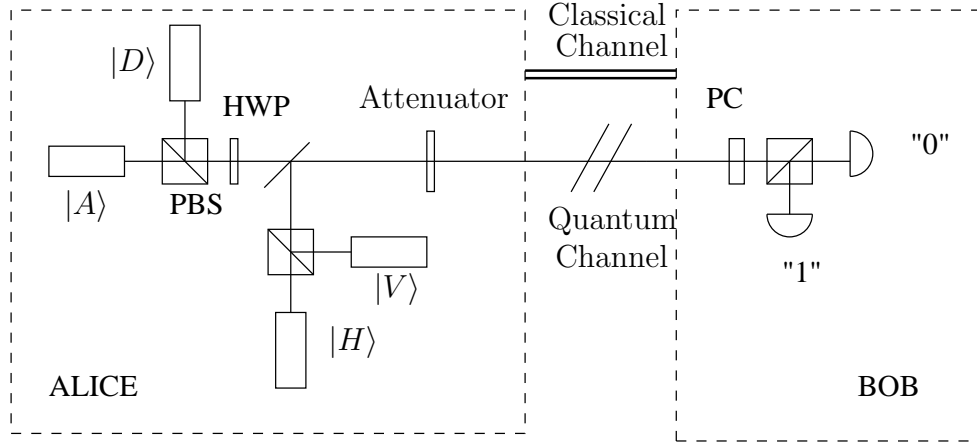 Classical
Channel
|D⟩
HWP
Attenuator
PC
"0"
|A⟩
PBS
Quantum
Channel
"1"
|V⟩
|H⟩
ALICE
BOB